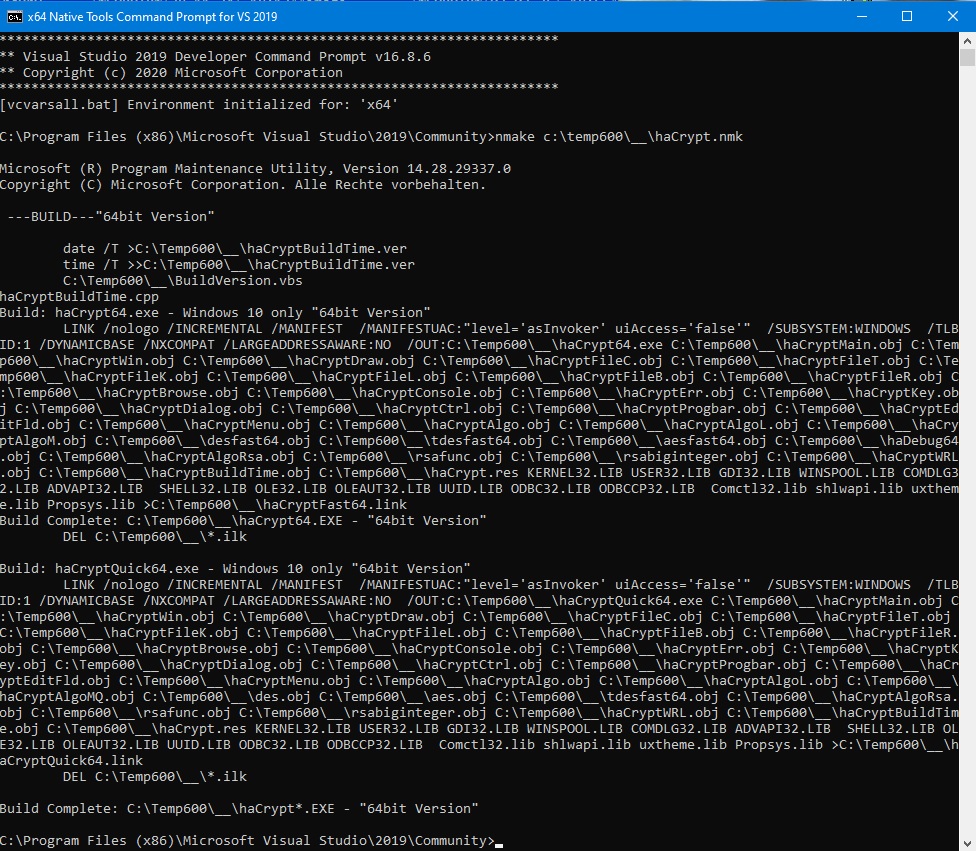 x64 Native Tools Command Prompt for VS 2019
**********************************************************************
** Visual Studio 2019 Developer Command Prompt v16.8.6
** Copyright (c) 2020 Microsoft Corporation
**********************************************************************
[vcvarsall.bat] Environment initialized for: 'x64'
C:\Program Files (x86)\Microsoft Visual Studio\2019\Community>nmake c:\temp600\__\haCrypt.nmk
Microsoft (R) Program Maintenance Utility, Version 14.28.29337.0
Copyright (C) Microsoft Corporation. Alle Rechte vorbehalten.
---BUILD---"64bit Version"
date /T >C:\Temp600\__\haCryptBuildTime.ver
time /T >>C:\Temp600\__\haCryptBuildTime.ver
C:\Temp600\__\BuildVersion.vbs
haCryptBuildTime.cpp
Build: haCrypt64.exe - Windows 10 only "64bit Version"
LINK /nologo /INCREMENTAL /MANIFEST  /MANIFESTUAC:"level='asInvoker' uiAccess='false'"  /SUBSYSTEM:WINDOWS  /TLB
ID:1 /DYNAMICBASE /NXCOMPAT /LARGEADDRESSAWARE:NO  /OUT:C:\Temp600\__\haCrypt64.exe C:\Temp600\__\haCryptMain.obj C:\Tem
p600\__\haCryptWin.obj C:\Temp600\__\haCryptDraw.obj C:\Temp600\__\haCryptFileC.obj C:\Temp600\__\haCryptFileT.obj C:\Te
mp600\__\haCryptFileK.obj C:\Temp600\__\haCryptFileL.obj C:\Temp600\__\haCryptFileB.obj C:\Temp600\__\haCryptFileR.obj C
:\Temp600\__\haCryptBrowse.obj C:\Temp600\__\haCryptConsole.obj C:\Temp600\__\haCryptErr.obj C:\Temp600\__\haCryptKey.ob
j C:\Temp600\__\haCryptDialog.obj C:\Temp600\__\haCryptCtrl.obj C:\Temp600\__\haCryptProgbar.obj C:\Temp600\__\haCryptEd
itFld.obj C:\Temp600\__\haCryptMenu.obj C:\Temp600\__\haCryptAlgo.obj C:\Temp600\__\haCryptAlgoL.obj C:\Temp600\__\haCry
ptAlgoM.obj C:\Temp600\__\desfast64.obj C:\Temp600\__\tdesfast64.obj C:\Temp600\__\aesfast64.obj C:\Temp600\__\haDebug64
.obj C:\Temp600\__\haCryptAlgoRsa.obj C:\Temp600\__\rsafunc.obj C:\Temp600\__\rsabiginteger.obj C:\Temp600\__\haCryptWRL
.obj C:\Temp600\__\haCryptBuildTime.obj C:\Temp600\__\haCrypt.res KERNEL32.LIB USER32.LIB GDI32.LIB WINSPOOL.LIB COMDLG3
2.LIB ADVAPI32.LIB  SHELL32.LIB OLE32.LIB OLEAUT32.LIB UUID.LIB ODBC32.LIB ODBCCP32.LIB  Comctl32.lib shlwapi.lib uxthem
e.lib Propsys.lib >C:\Temp600\__\haCryptFast64.link
Build Complete: C:\Temp600\__\haCrypt64.EXE - "64bit Version"
DEL C:\Temp600\__\*.ilk
Build: haCryptQuick64.exe - Windows 10 only "64bit Version"
LINK /nologo /INCREMENTAL /MANIFEST  /MANIFESTUAC:"level='asInvoker' uiAccess='false'"  /SUBSYSTEM:WINDOWS  /TLB
ID:1 /DYNAMICBASE /NXCOMPAT /LARGEADDRESSAWARE:NO  /OUT:C:\Temp600\__\haCryptQuick64.exe C:\Temp600\__\haCryptMain.obj C
:\Temp600\__\haCryptWin.obj C:\Temp600\__\haCryptDraw.obj C:\Temp600\__\haCryptFileC.obj C:\Temp600\__\haCryptFileT.obj
C:\Temp600\__\haCryptFileK.obj C:\Temp600\__\haCryptFileL.obj C:\Temp600\__\haCryptFileB.obj C:\Temp600\__\haCryptFileR.
obj C:\Temp600\__\haCryptBrowse.obj C:\Temp600\__\haCryptConsole.obj C:\Temp600\__\haCryptErr.obj C:\Temp600\__\haCryptK
ey.obj C:\Temp600\__\haCryptDialog.obj C:\Temp600\__\haCryptCtrl.obj C:\Temp600\__\haCryptProgbar.obj C:\Temp600\__\haCr
yptEditFld.obj C:\Temp600\__\haCryptMenu.obj C:\Temp600\__\haCryptAlgo.obj C:\Temp600\__\haCryptAlgoL.obj C:\Temp600\__\
haCryptAlgoMQ.obj C:\Temp600\__\des.obj C:\Temp600\__\aes.obj C:\Temp600\__\tdesfast64.obj C:\Temp600\__\haCryptAlgoRsa.
obj C:\Temp600\__\rsafunc.obj C:\Temp600\__\rsabiginteger.obj C:\Temp600\__\haCryptWRL.obj C:\Temp600\__\haCryptBuildTim
e.obj C:\Temp600\__\haCrypt.res KERNEL32.LIB USER32.LIB GDI32.LIB WINSPOOL.LIB COMDLG32.LIB ADVAPI32.LIB  SHELL32.LIB OL
E32.LIB OLEAUT32.LIB UUID.LIB ODBC32.LIB ODBCCP32.LIB  Comctl32.lib shlwapi.lib uxtheme.lib Propsys.lib >C:\Temp600\__\h
aCryptQuick64.link
DEL C:\Temp600\__\*.ilk
Build Complete: C:\Temp600\__\haCrypt*.EXE - "64bit Version"
C:\Program Files (x86)\Microsoft Visual Studio\2019\Community>